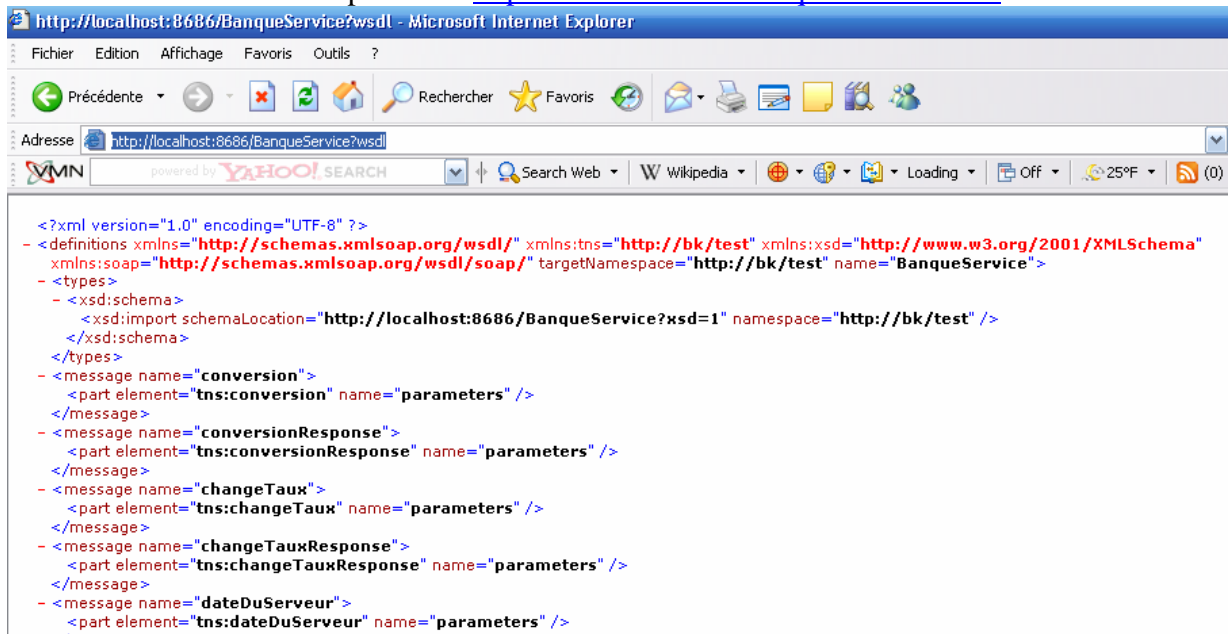 http://localhost:8686/BanqueService?wsdl - Microsoft Internet Explorer
Fichier Edition Affichage Favoris Outils ?
Précédente Rechercher Favoris
Adresse http://localhost:8686/BanqueService?wsdl
VMN powered by YAHOO! SEARCH Search Web W Wikipedia Loading Off 25°F (0)
<?xml version="1.0" encoding="UTF-8" ?>
- <definitions xmlns="http://schemas.xmlsoap.org/wsdl/" xmlns:tns="http://bk/test" xmlns:xsd="http://www.w3.org/2001/XMLSchema"
xmlns:soap="http://schemas.xmlsoap.org/wsdl/soap/" targetNamespace="http://bk/test" name="BanqueService">
- <types>
- <xsd:schema>
<xsd:import schemaLocation="http://localhost:8686/BanqueService?xsd=1" namespace="http://bk/test" />
</xsd:schema>
</types>
- <message name="conversion">
<part element="tns:conversion" name="parameters" />
</message>
- <message name="conversionResponse">
<part element="tns:conversionResponse" name="parameters" />
</message>
- <message name="changeTaux">
<part element="tns:changeTaux" name="parameters" />
</message>
- <message name="changeTauxResponse">
<part element="tns:changeTauxResponse" name="parameters" />
</message>
- <message name="dateDuServeur">
<part element="tns:dateDuServeur" name="parameters" />